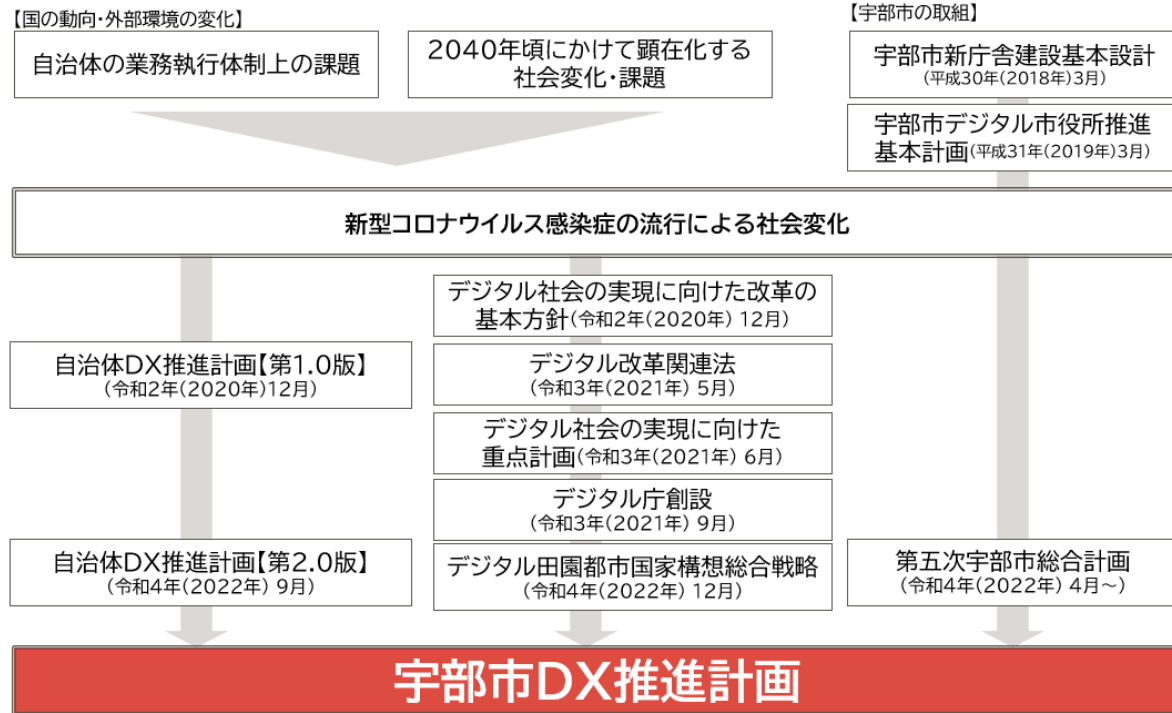 【国の動向・外部環境の変化】
【宇部市の取組】
自治体の業務執行体制上の課題
2040年頃にかけて顕在化する
社会変化・課題
宇部市新庁舎建設基本設計
(平成30年(2018年)3月)
宇部市デジタル市役所推進
基本計画(平成31年(2019年)3月)
新型コロナウイルス感染症の流行による社会変化
デジタル社会の実現に向けた改革の
基本方針(令和2年(2020年) 12月)
自治体DX推進計画【第1.0版】
(令和2年(2020年)12月)
デジタル改革関連法
(令和3年(2021年) 5月)
デジタル社会の実現に向けた
重点計画(令和3年(2021年) 6月)
デジタル庁創設
(令和3年(2021年) 9月)
自治体DX推進計画【第2.0版】
(令和4年(2022年) 9月)
デジタル田園都市国家構想総合戦略
(令和4年(2022年) 12月)
第五次宇部市総合計画
(令和4年(2022年) 4月～)
宇部市DX推進計画